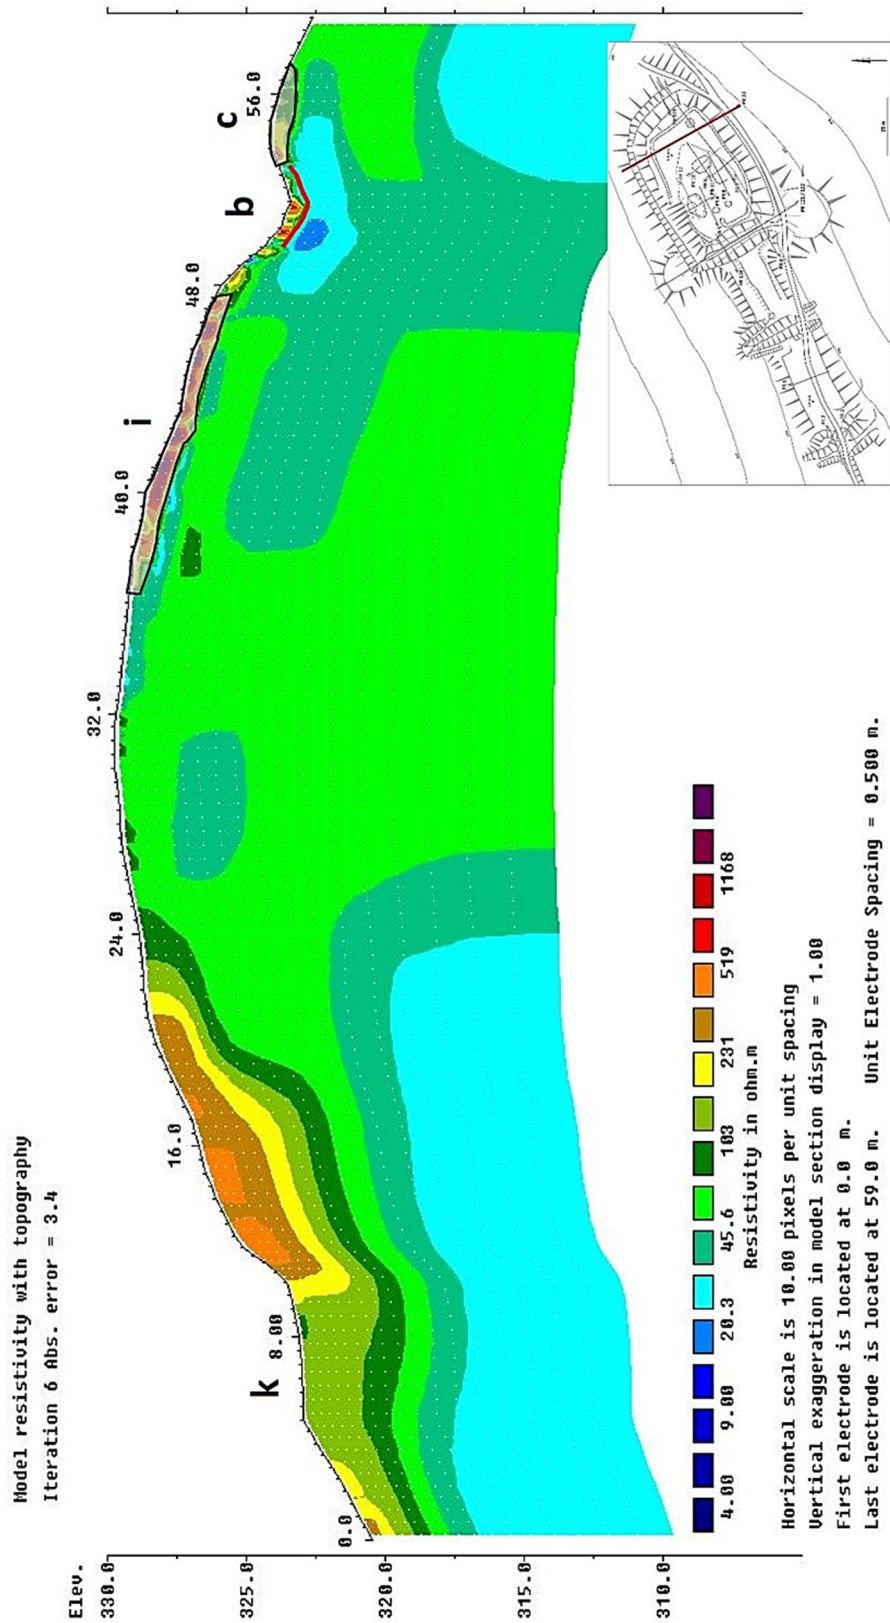 Model resistivity with topography
Iteration 6 Abs. error = 3.4
Elev.
330.0
325.0
320.0
315.0
310.0
0.0
k
8.00
16.0
24.0
32.0
40.0
i
48.0
b
c
56.0
4.00 9.00 20.3 45.6 103 231 519 1168
Resistivity in ohm.m
Horizontal scale is 10.00 pixels per unit spacing
Vertical exaggeration in model section display = 1.00
First electrode is located at 0.0 m.
Last electrode is located at 59.0 m. Unit Electrode Spacing = 0.500 m.